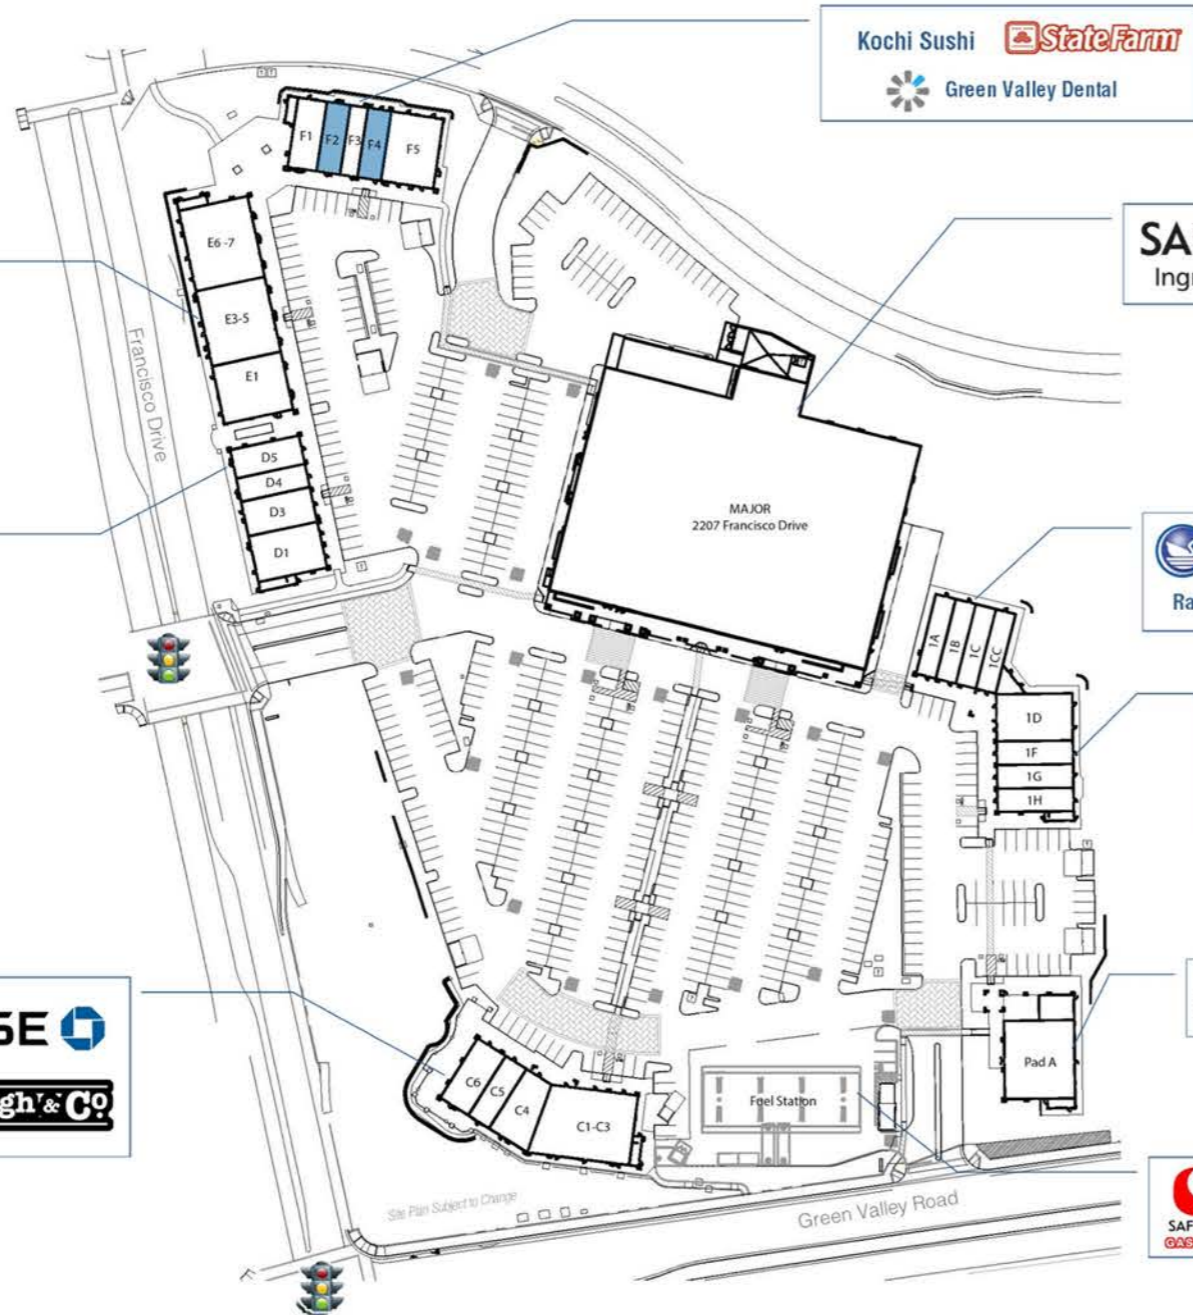 Kochi Sushi StateFarm
Green Valley Dental
F1 F2 F3 F4 F5
SA
Ingr
E6 -7
E3-5
E1
Francisco Drive
D5
D4
D3
D1
MAJOR
2207 Francisco Drive
Ra
1A 1B 1C 1CC
1D
1F
1G
1H
SE
gh & Co
C6 C5 C4 C1-C3
Fuel Station
Pad A
Site Plan Subject to Change
Green Valley Road
SAF
GAS